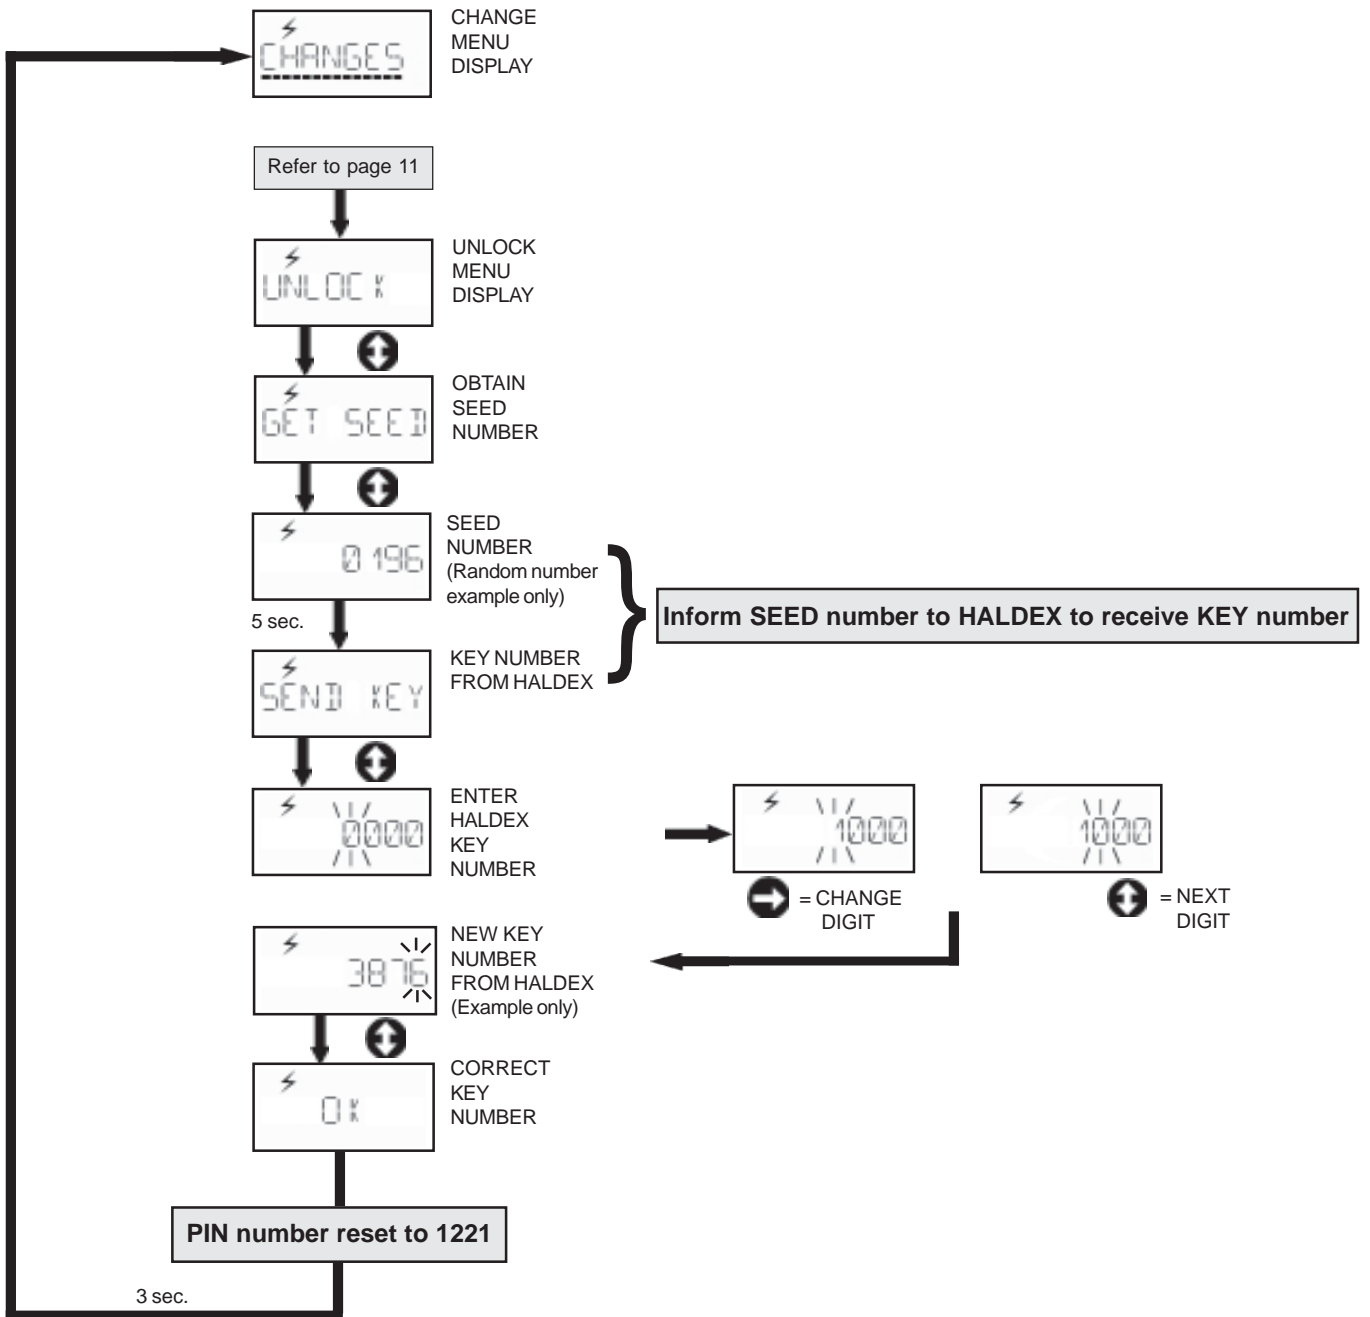 CHANGES
CHANGE
MENU
DISPLAY
Refer to page 11
UNLOCK
UNLOCK
MENU
DISPLAY
GET SEED
OBTAIN
SEED
NUMBER
0196
SEED
NUMBER
(Random number
example only)
5 sec.
Inform SEED number to HALDEX to receive KEY number
SEND KEY
KEY NUMBER
FROM HALDEX
0000
ENTER
HALDEX
KEY
NUMBER
1000
= CHANGE
DIGIT
1000
= NEXT
DIGIT
3876
NEW KEY
NUMBER
FROM HALDEX
(Example only)
OK
CORRECT
KEY
NUMBER
PIN number reset to 1221
3 sec.